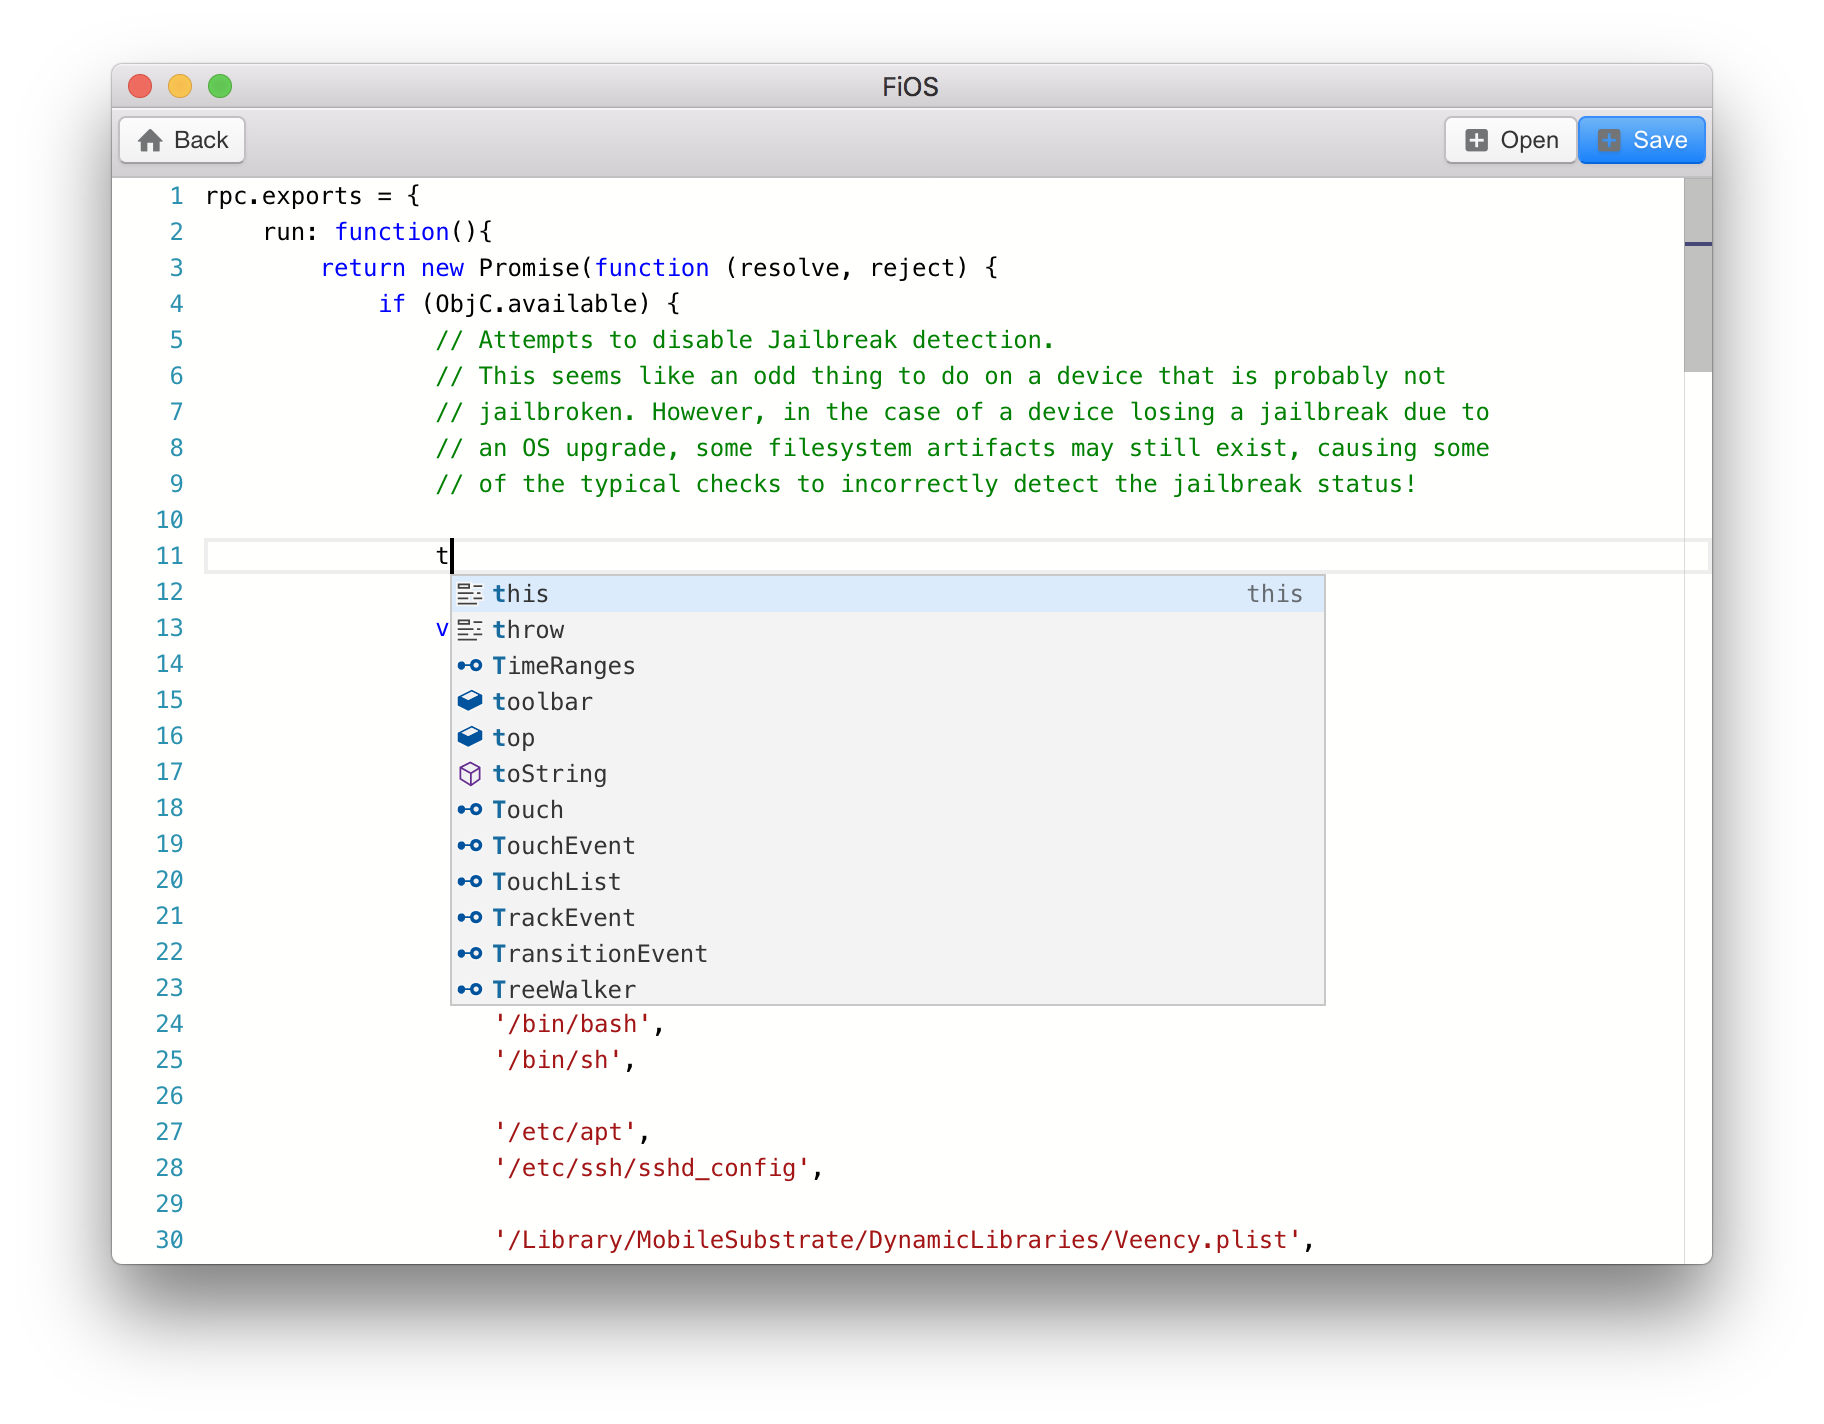 FiOS
Back
Open
Save
1 rpc.exports = {
2 run: function(){
3 return new Promise(function (resolve, reject) {
4 if (ObjC.available) {
5 // Attempts to disable Jailbreak detection.
6 // This seems like an odd thing to do on a device that is probably not
7 // jailbroken. However, in the case of a device losing a jailbreak due to
8 // an OS upgrade, some filesystem artifacts may still exist, causing some
9 // of the typical checks to incorrectly detect the jailbreak status!
10
11 t
12 this this
13 v throw
14 TimeRanges
15 toolbar
16 top
17 toString
18 Touch
19 TouchEvent
20 TouchList
21 TrackEvent
22 TransitionEvent
23 TreeWalker
24 '/bin/bash',
25 '/bin/sh',
26
27 '/etc/apt',
28 '/etc/ssh/sshd_config',
29
30 '/Library/MobileSubstrate/DynamicLibraries/Veency.plist',